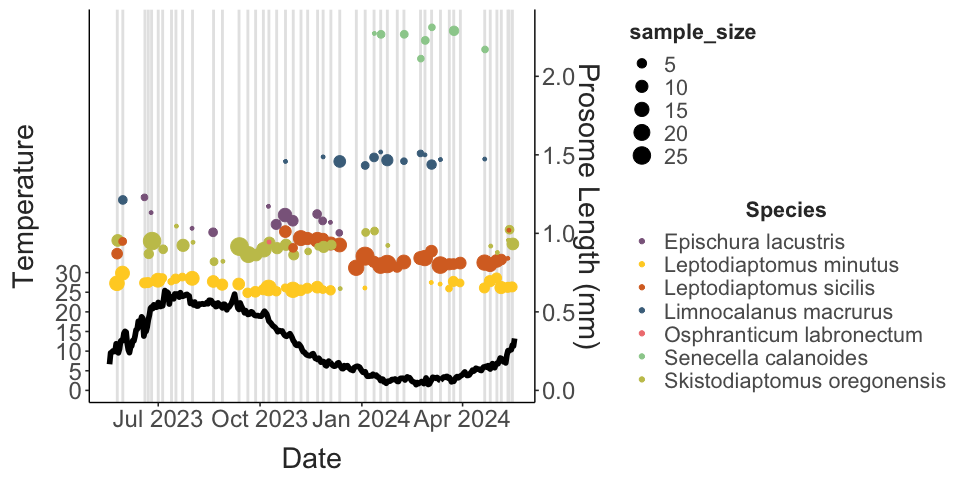 Temperature
30
25
20
15
10
5
0
Jul 2023
Oct 2023
Jan 2024
Apr 2024
Date
2.0
1.5
1.0
0.5
0.0
Prosome Length (mm)
sample_size
5
10
15
20
25
Species
Epischura lacustris
Leptodiaptomus minutus
Leptodiaptomus sicilis
Limnocalanus macrurus
Osphranticum labronectum
Senecella calanoides
Skistodiaptomus oregonensis